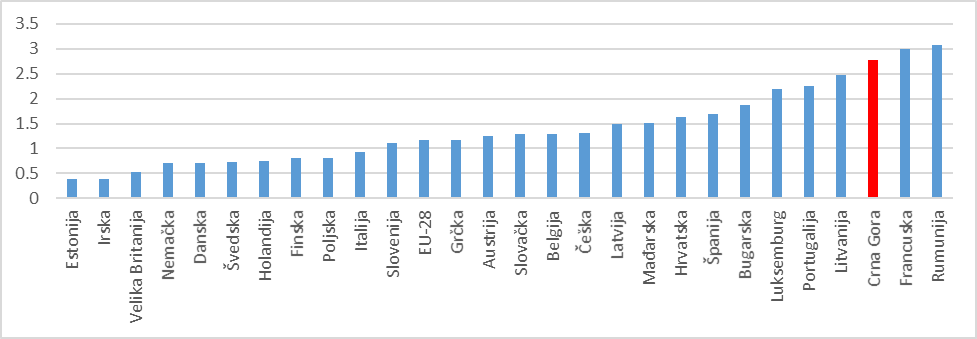 3.5
3
2.5
2
1.5
1
0.5
0
Estonija
Irska
Velika Britanija
Nemačka
Danska
Švedska
Holandija
Finska
Poljska
Italija
Slovenija
EU-28
Grčka
Austrija
Slovačka
Belgija
Češka
Latvija
Mađarska
Hrvatska
Španija
Bugarska
Luksemburg
Portugalija
Litvanija
Crna Gora
Francuska
Rumunija